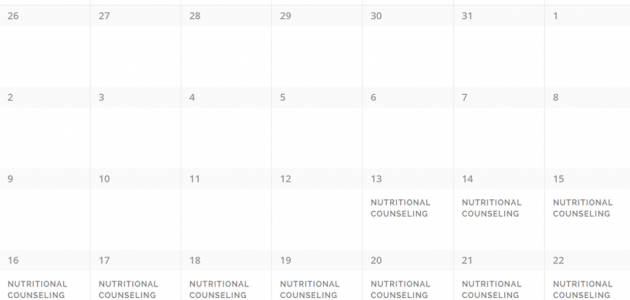 26 27 28 29 30 31 1
2 3 4 5 6 7 8
9 10 11 12 13 14 15
NUTRITIONAL NUTRITIONAL NUTRITIONAL
COUNSELING COUNSELING COUNSELING
16 17 18 19 20 21 22
NUTRITIONAL NUTRITIONAL NUTRITIONAL NUTRITIONAL NUTRITIONAL NUTRITIONAL NUTRITIONAL
COUNSELING COUNSELING COUNSELING COUNSELING COUNSELING COUNSELING COUNSELING